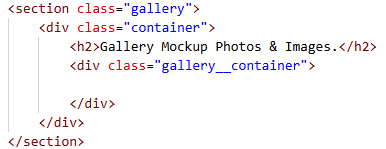 <section class="gallery">
<div class="container">
<h2>Gallery Mockup Photos & Images.</h2>
<div class="gallery__container">
</div>
</div>
</section>